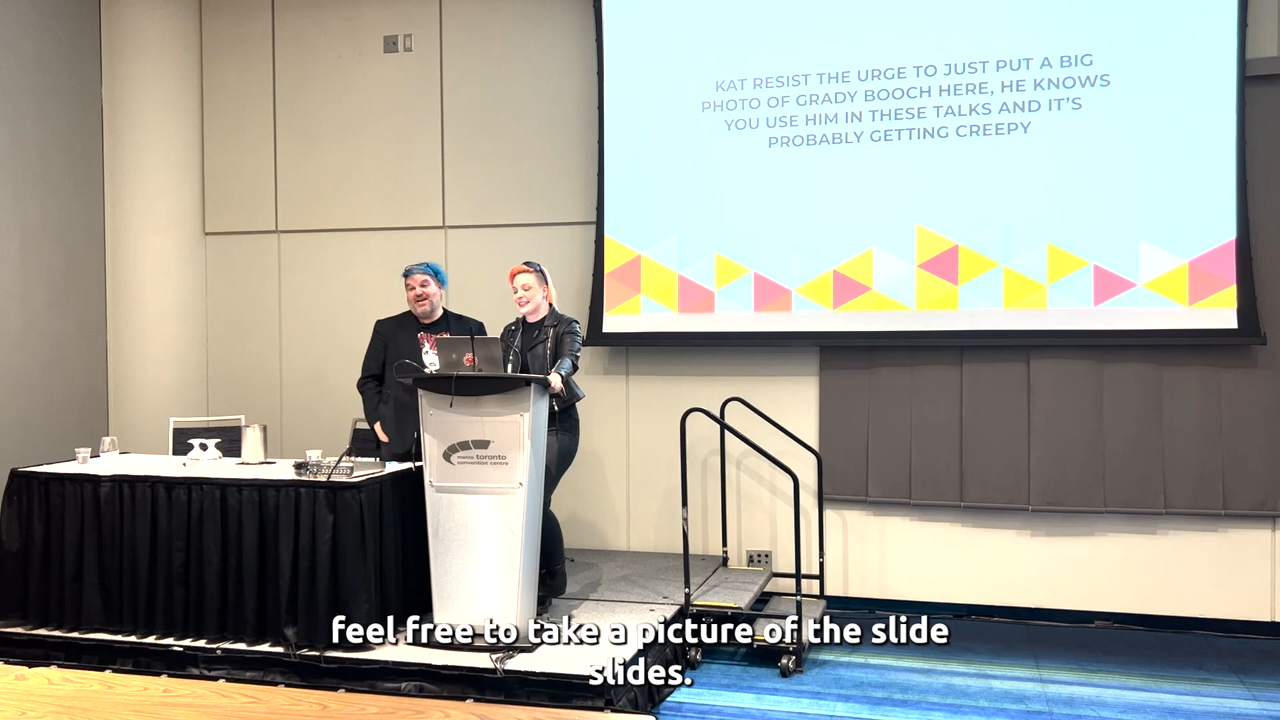 KAT RESIST THE URGE TO JUST PUT A BIG
PHOTO OF GRADY BOOCH HERE, HE KNOWS
YOU USE HIM IN THESE TALKS AND IT'S
PROBABLY GETTING CREEPY
metro toronto
convention centre
feel free to take a picture of the slide
slides.